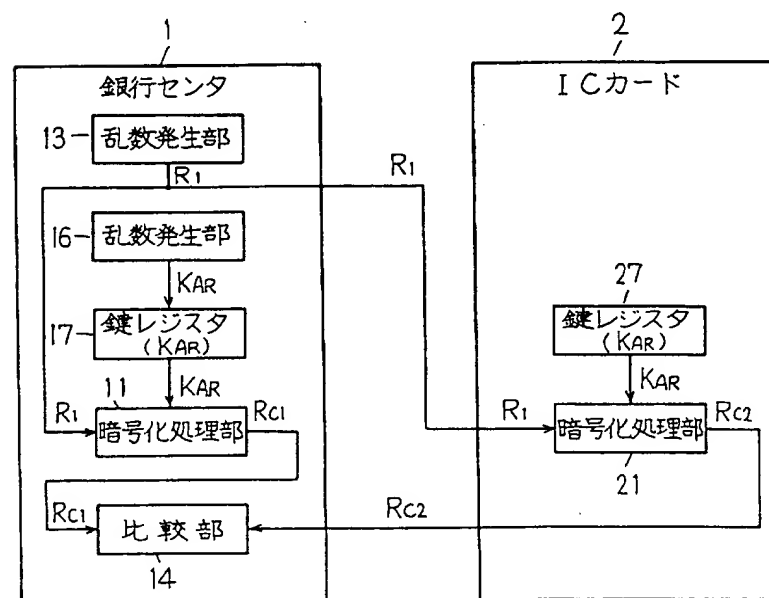 1
2
銀行センタ
ICカード
13
乱数発生部
R1
R1
16
乱数発生部
KAR
27
17
鍵レジスタ
(KAR)
鍵レジスタ
(KAR)
11
KAR
KAR
R1
暗号化処理部
RC1
R1
暗号化処理部
RC2
21
RC1
比較部
RC2
14